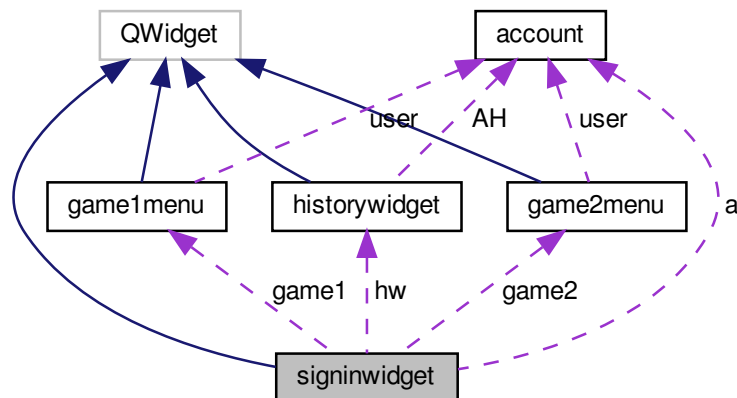 QWidget
account
user
AH
user
game1menu
historywidget
game2menu
a
game1
hw
game2
signinwidget